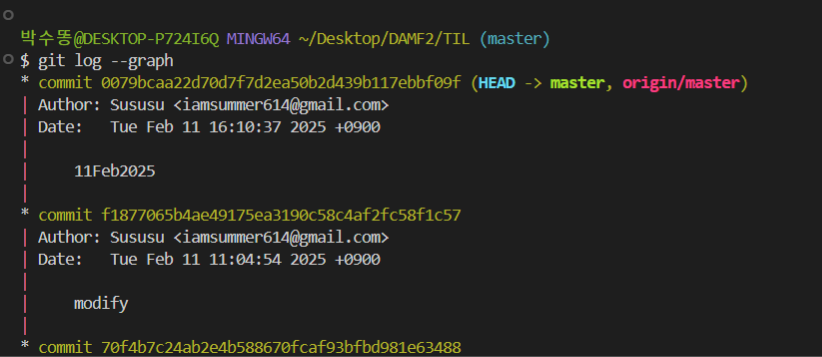 박수똥@DESKTOP-P724I6Q MINGW64 ~/Desktop/DAMF2/TIL (master)
$ git log --graph
* commit 0079bcaa22d70d7f7d2ea50b2d439b117ebbf09f (HEAD -> master, origin/master)
| Author: Sususu <iamsummer614@gmail.com>
| Date:   Tue Feb 11 16:10:37 2025 +0900
|
|     11Feb2025
|
* commit f1877065b4ae49175ea3190c58c4af2fc58f1c57
| Author: Sususu <iamsummer614@gmail.com>
| Date:   Tue Feb 11 11:04:54 2025 +0900
|
|     modify
|
* commit 70f4b7c24ab2e4b588670fcaf93bfbd981e63488